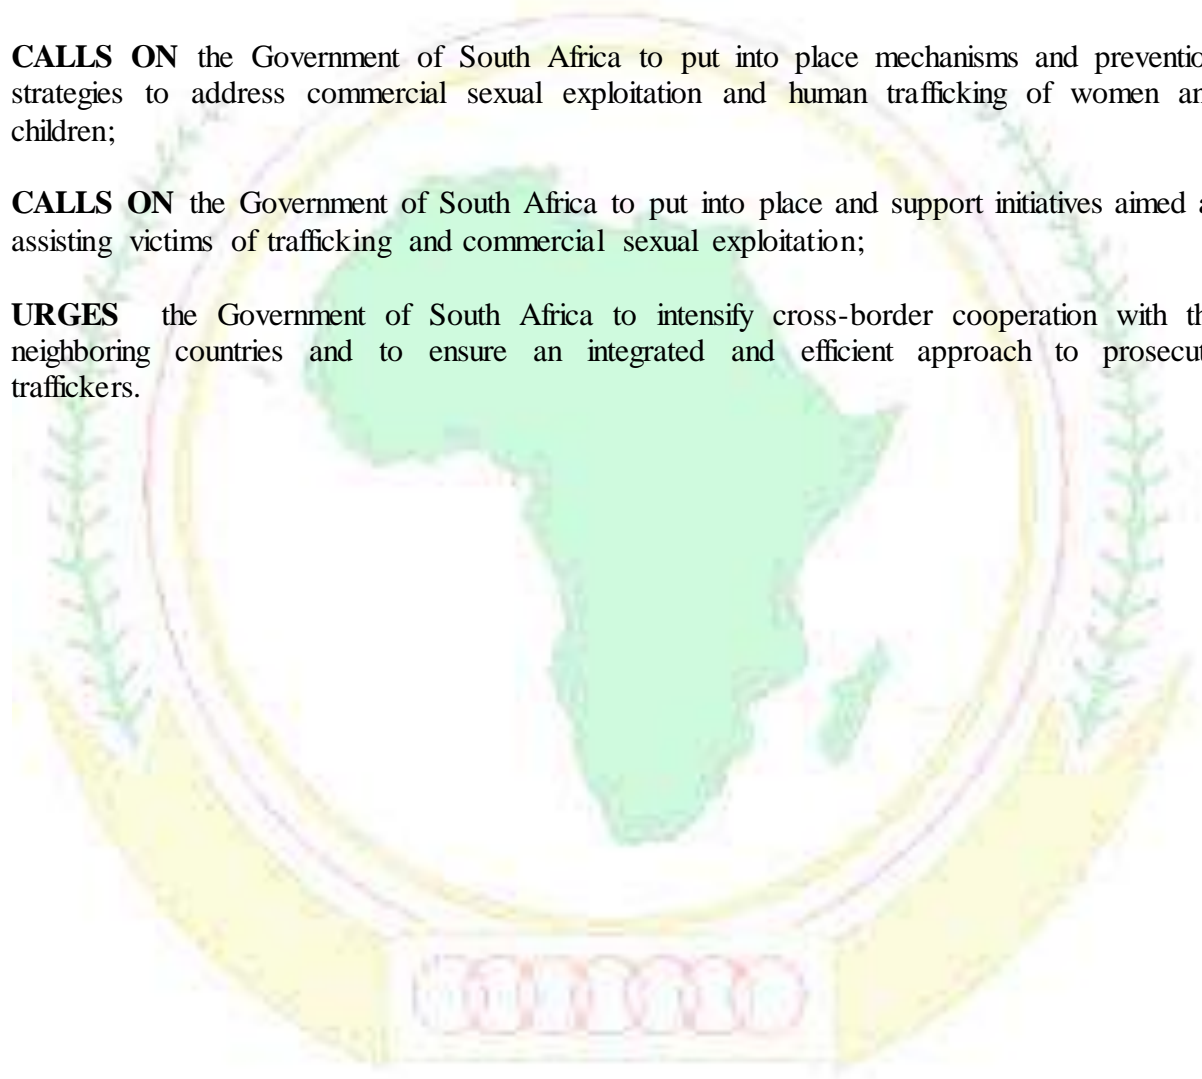 CALLS ON the Government of South Africa to put into place mechanisms and preventio
strategies to address commercial sexual exploitation and human trafficking of women an
children;
CALLS ON the Government of South Africa to put into place and support initiatives aimed a
assisting victims of trafficking and commercial sexual exploitation;
URGES the Government of South Africa to intensify cross-border cooperation with th
neighboring countries and to ensure an integrated and efficient approach to prosecut
traffickers.